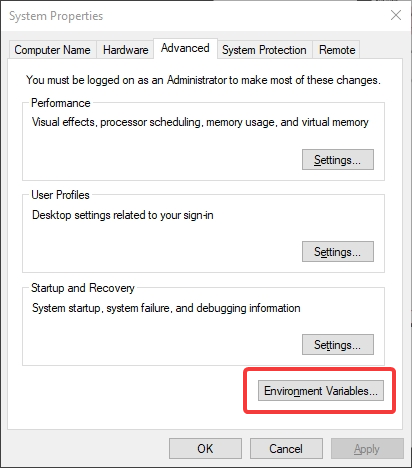 System Properties
Computer Name Hardware Advanced System Protection Remote
You must be logged on as an Administrator to make most of these changes.
Performance
Visual effects, processor scheduling, memory usage, and virtual memory
Settings...
User Profiles
Desktop settings related to your sign-in
Settings...
Startup and Recovery
System startup, system failure, and debugging information
Settings...
Environment Variables...
OK Cancel Apply